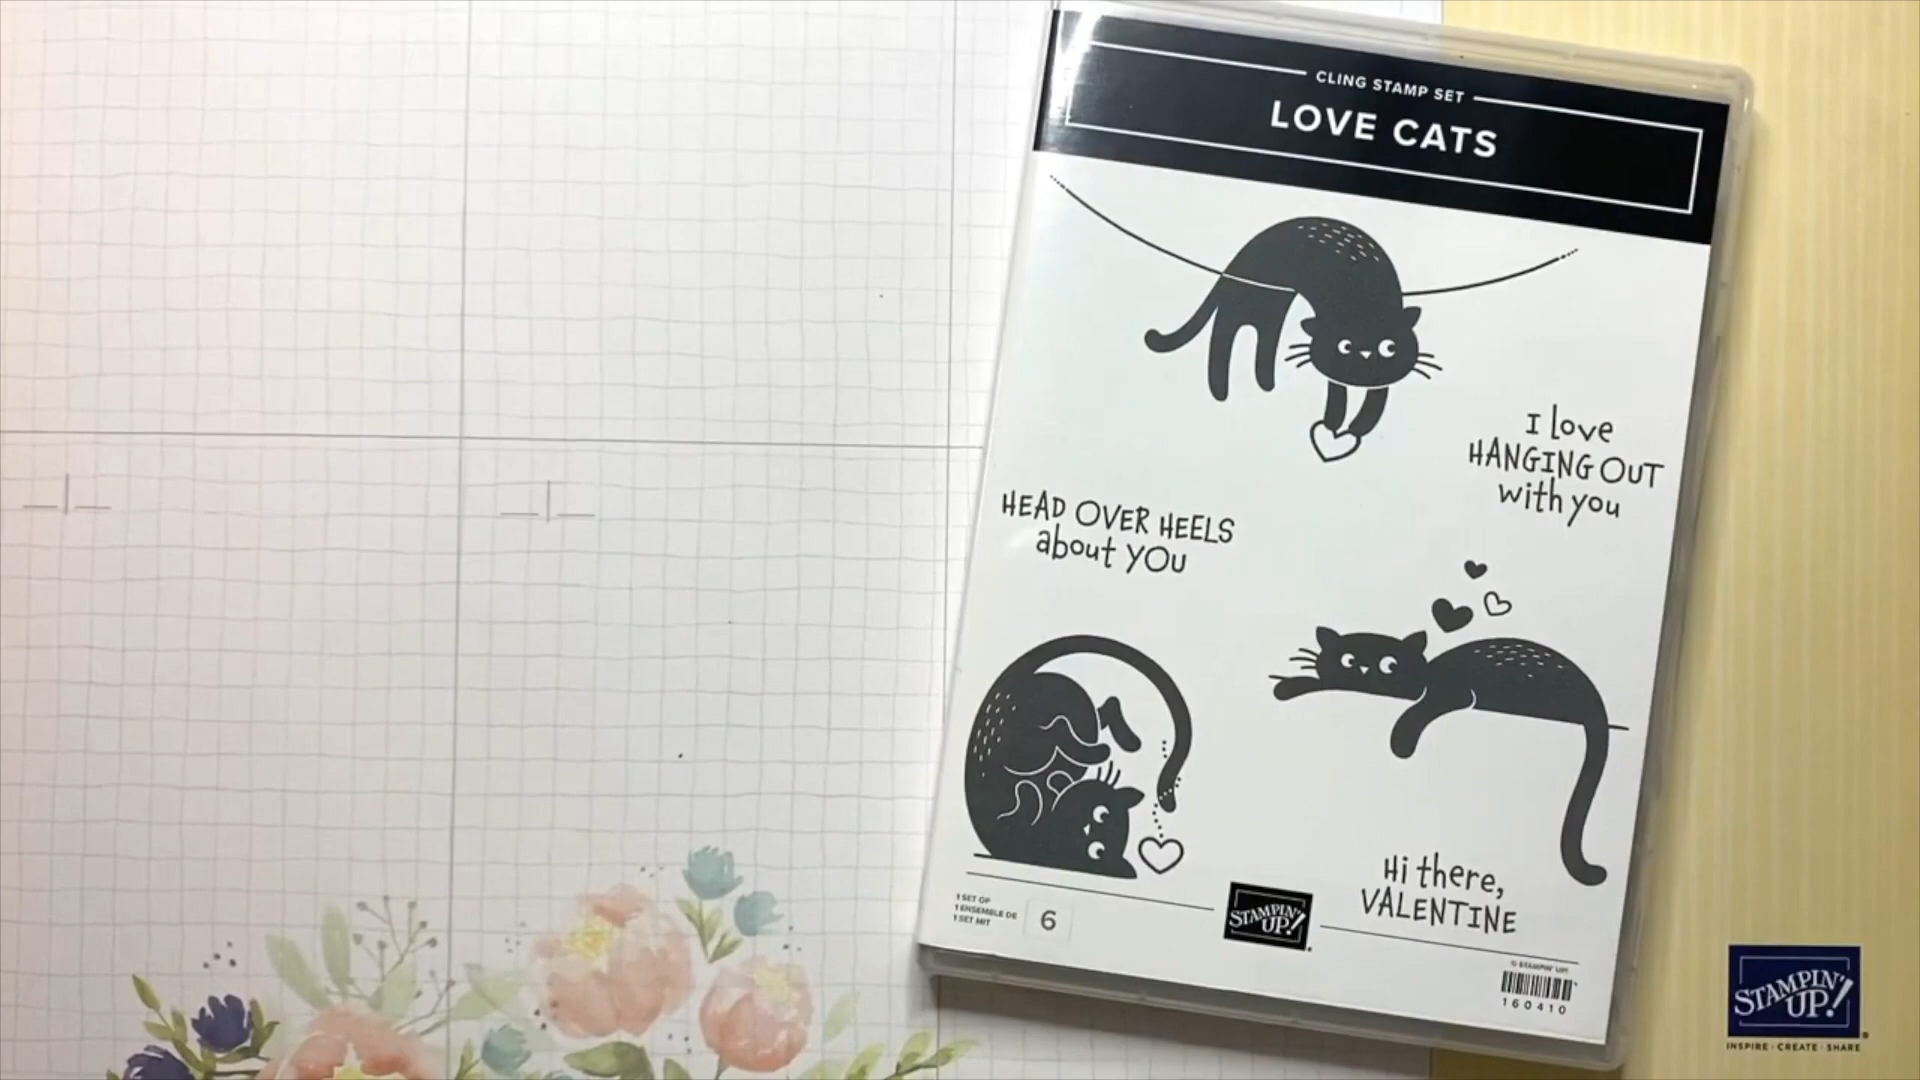 CLING STAMP SET
LOVE CATS
I love
HANGING OUT
with you
HEAD OVER HEELS
about YOU
Hi there,
VALENTINE
1 SET OF
1 ENSEMBLE DE
1 SET MIT
6
STAMPIN'
UP!
© STAMPIN' UP!
160410
STAMPIN'
UP!
INSPIRE · CREATE · SHARE